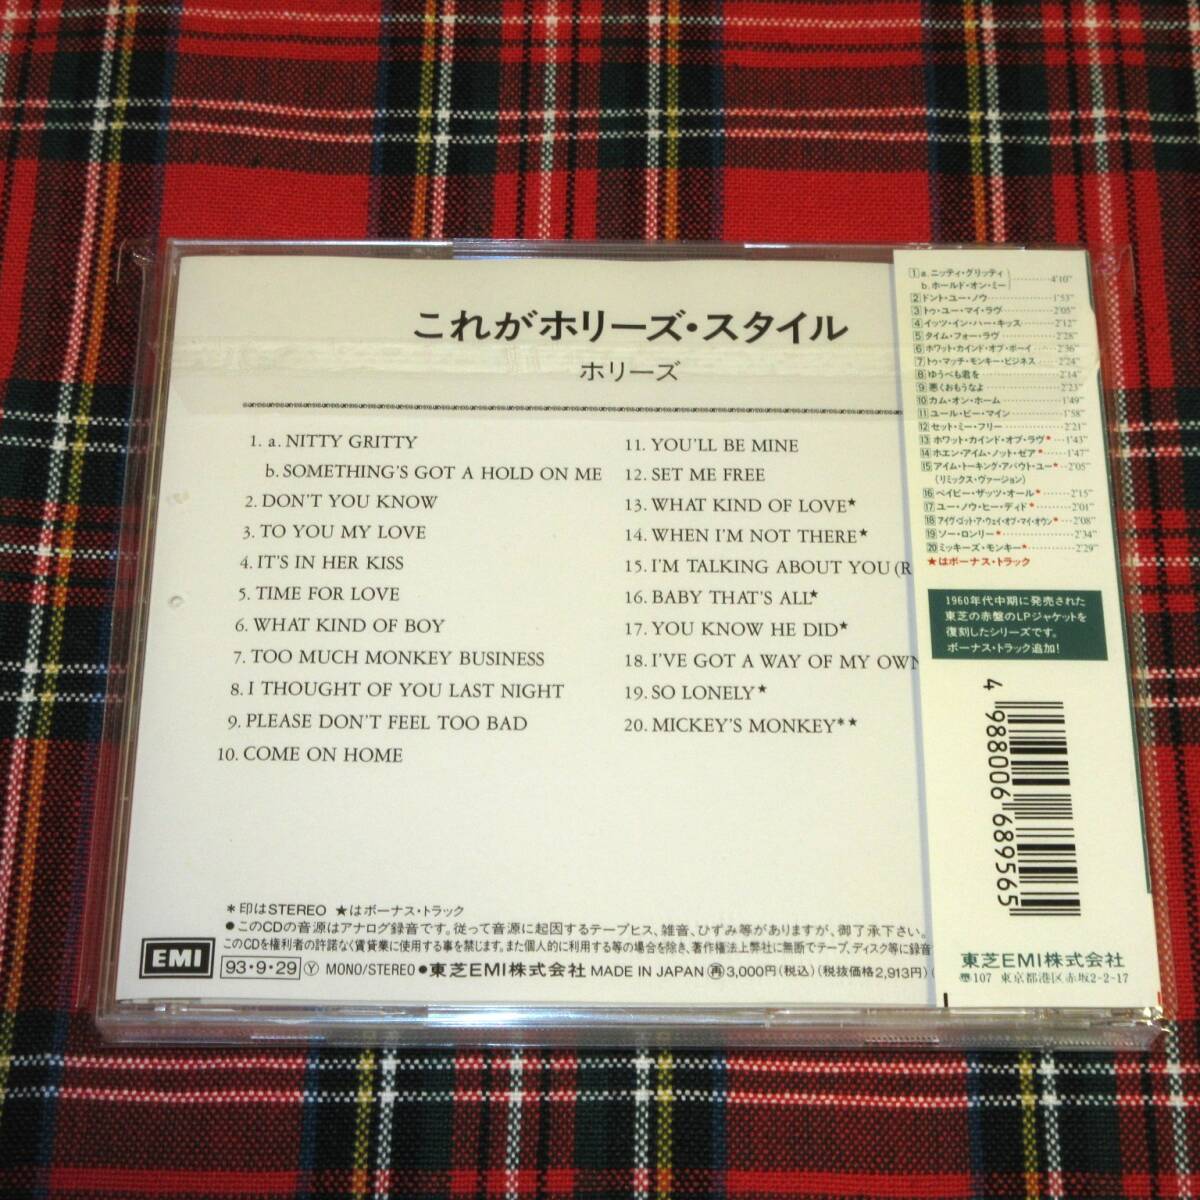 これがホリーズ・スタイル
ホリーズ
1. a. NITTY GRITTY
b. SOMETHING'S GOT A HOLD ON ME
2. DON'T YOU KNOW
3. TO YOU MY LOVE
4. IT'S IN HER KISS
5. TIME FOR LOVE
6. WHAT KIND OF BOY
7. TOO MUCH MONKEY BUSINESS
8. I THOUGHT OF YOU LAST NIGHT
9. PLEASE DON'T FEEL TOO BAD
10. COME ON HOME
11. YOU'LL BE MINE
12. SET ME FREE
13. WHAT KIND OF LOVE★
14. WHEN I'M NOT THERE★
15. I'M TALKING ABOUT YOU (R
16. BABY THAT'S ALL★
17. YOU KNOW HE DID★
18. I'VE GOT A WAY OF MY OWN
19. SO LONELY★
20. MICKEY'S MONKEY*★
*印はSTEREO ★はボーナス・トラック
●このCDの音源はアナログ録音です。従って音源に起因するテープヒス、雑音、ひずみ等がありますが、御了承下さい。
このCDを権利者の許諾なく賃貸業に使用する事を禁じます。また個人的に利用する等の場合を除き、著作権法上弊社に無断でテープ、ディスク等に録音
EMI 93・9・29 Ⓨ MONO/STEREO ●東芝EMI株式会社 MADE IN JAPAN 再 3,000円(税込)(税抜価格2,913円)(
1 a. ニッティ・グリッティ
b. ホールド・オン・ミー ……4'10"
2 ドント・ユー・ノウ……1'53"
3 トゥ・ユー・マイ・ラヴ……2'05"
4 イッツ・イン・ハー・キッス……2'12"
5 タイム・フォー・ラヴ……2'28"
6 ホワット・カインド・オブ・ボーイ……2'36"
7 トゥ・マッチ・モンキー・ビジネス……2'24"
8 ゆうべも君を……2'14"
9 悪くおもうなよ……2'23"
10 カム・オン・ホーム……1'49"
11 ユール・ビー・マイン……1'58"
12 セット・ミー・フリー……2'21"
13 ホワット・カインド・オブ・ラヴ★…1'43"
14 ホエン・アイム・ノット・ゼア★…1'47"
15 アイム・トーキング・アバウト・ユー★…2'05"
(リミックス・ヴァージョン)
16 ベイビー・ザッツ・オール★……2'15"
17 ユー・ノウ・ヒー・ディド★……2'01"
18 アイヴ・ゴット・ア・ウェイ・オブ・マイ・オウン★…2'08"
19 ソー・ロンリー★……2'34"
20 ミッキーズ・モンキー★……2'29"
★はボーナス・トラック
1960年代中期に発売された
東芝の赤盤のLPジャケットを
復刻したシリーズです。
ボーナス・トラック追加!
4 988006 689565
東芝EMI株式会社
〒107 東京都港区赤坂2-2-17